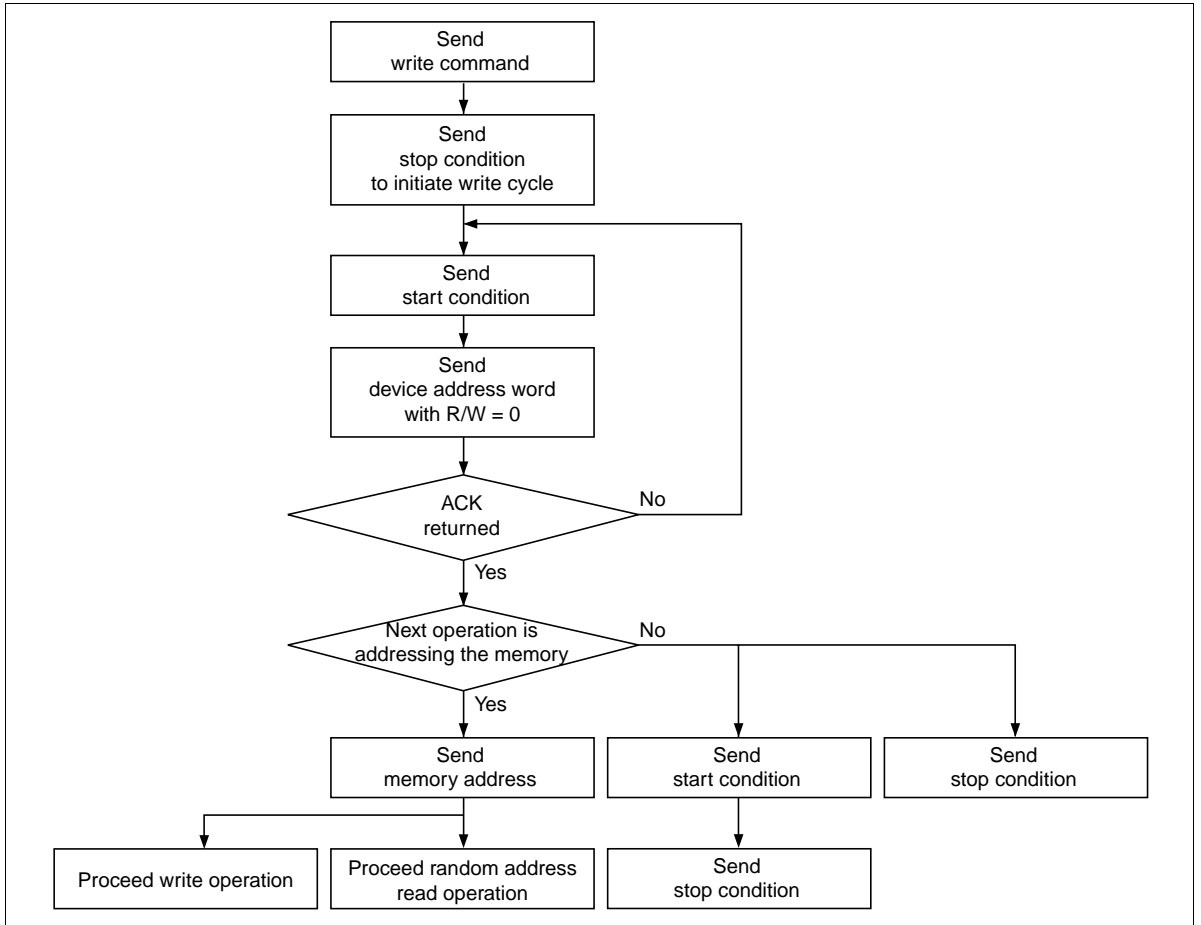 Send
write command
Send
stop condition
to initiate write cycle
Send
start condition
Send
device address word
with R/W = 0
ACK
returned
No
Yes
Next operation is
addressing the memory
No
Yes
Send
memory address
Send
start condition
Send
stop condition
Proceed write operation
Proceed random address
read operation
Send
stop condition